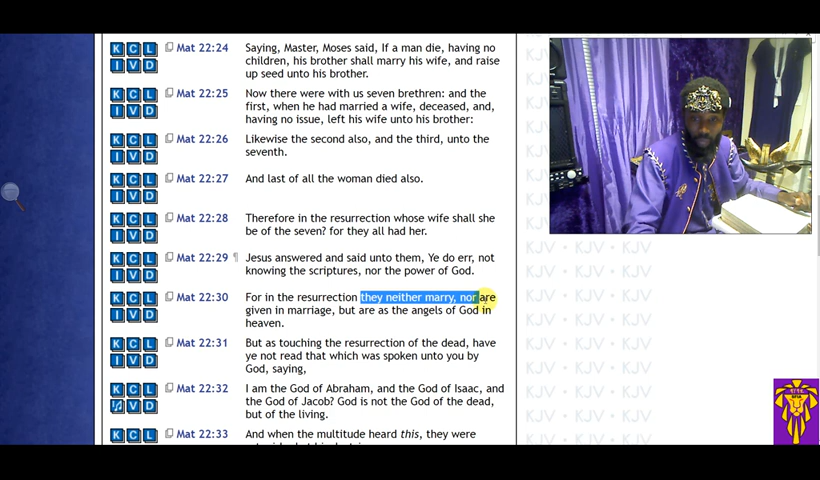 K C L Mat 22:24 Saying, Master, Moses said, If a man die, having no
I V D children, his brother shall marry his wife, and raise
up seed unto his brother.
K C L Mat 22:25 Now there were with us seven brethren: and the
I V D first, when he had married a wife, deceased, and,
having no issue, left his wife unto his brother:
K C L Mat 22:26 Likewise the second also, and the third, unto the
I V D seventh.
K C L Mat 22:27 And last of all the woman died also.
I V D
K C L Mat 22:28 Therefore in the resurrection whose wife shall she
I V D be of the seven? for they all had her.
K C L Mat 22:29 ¶ Jesus answered and said unto them, Ye do err, not
I V D knowing the scriptures, nor the power of God.
K C L Mat 22:30 For in the resurrection they neither marry, nor are
I V D given in marriage, but are as the angels of God in
heaven.
K C L Mat 22:31 But as touching the resurrection of the dead, have
I V D ye not read that which was spoken unto you by
God, saying,
K C L Mat 22:32 I am the God of Abraham, and the God of Isaac, and
V D the God of Jacob? God is not the God of the dead,
but of the living.
K C L Mat 22:33 And when the multitude heard this, they were
I V D
KJV • KJV • KJV
KJV • KJV • KJV
KJV • KJV • KJV
KJV • KJV • KJV
KJV • KJV • KJV
KJV • KJV • KJV